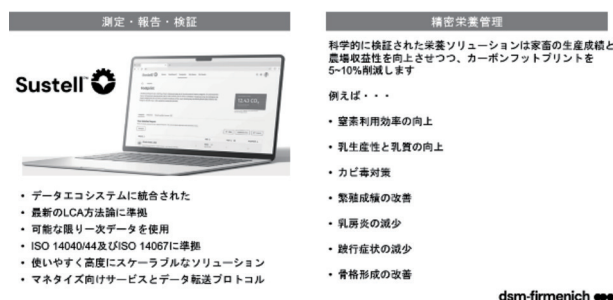 測定・報告・検証
Sustell™
データエコシステムに統合された
最新のLCA方法論に準拠
可能な限り一次データを使用
ISO 14040/44及びISO 14067に準拠
使いやすく高度にスケーラブルなソリューション
マネタイズ向けサービスとデータ転送プロトコル
精密栄養管理
科学的に検証された栄養ソリューションは家畜の生産成績と
農場収益性を向上させつつ、カーボンフットプリントを
5~10%削減します
例えば・・・
• 窒素利用効率の向上
• 乳生産性と乳質の向上
• カビ毒対策
• 繁殖成績の改善
• 乳房炎の減少
• 跛行症状の減少
• 骨格形成の改善
dsm-firmenich